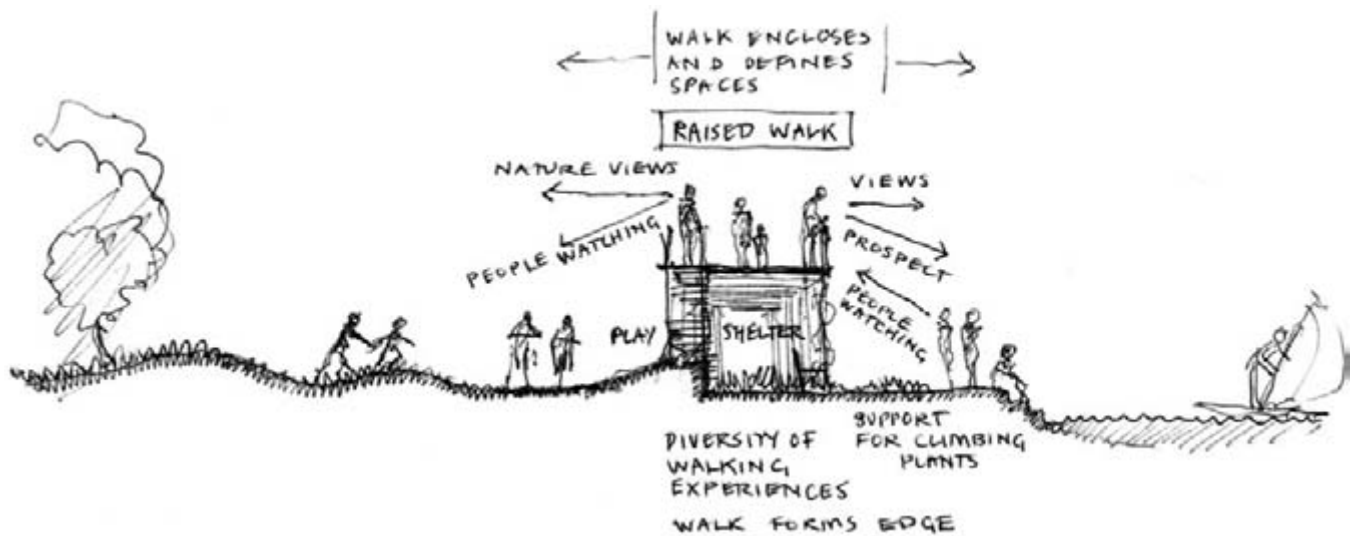 WALK ENCLOSES
AND DEFINES
SPACES
RAISED WALK
NATURE VIEWS
VIEWS
PEOPLE WATCHING
PROSPECT
PEOPLE
WATCHING
PLAY
SHELTER
DIVERSITY OF
WALKING
EXPERIENCES
SUPPORT
FOR CLIMBING
PLANTS
WALK FORMS EDGE